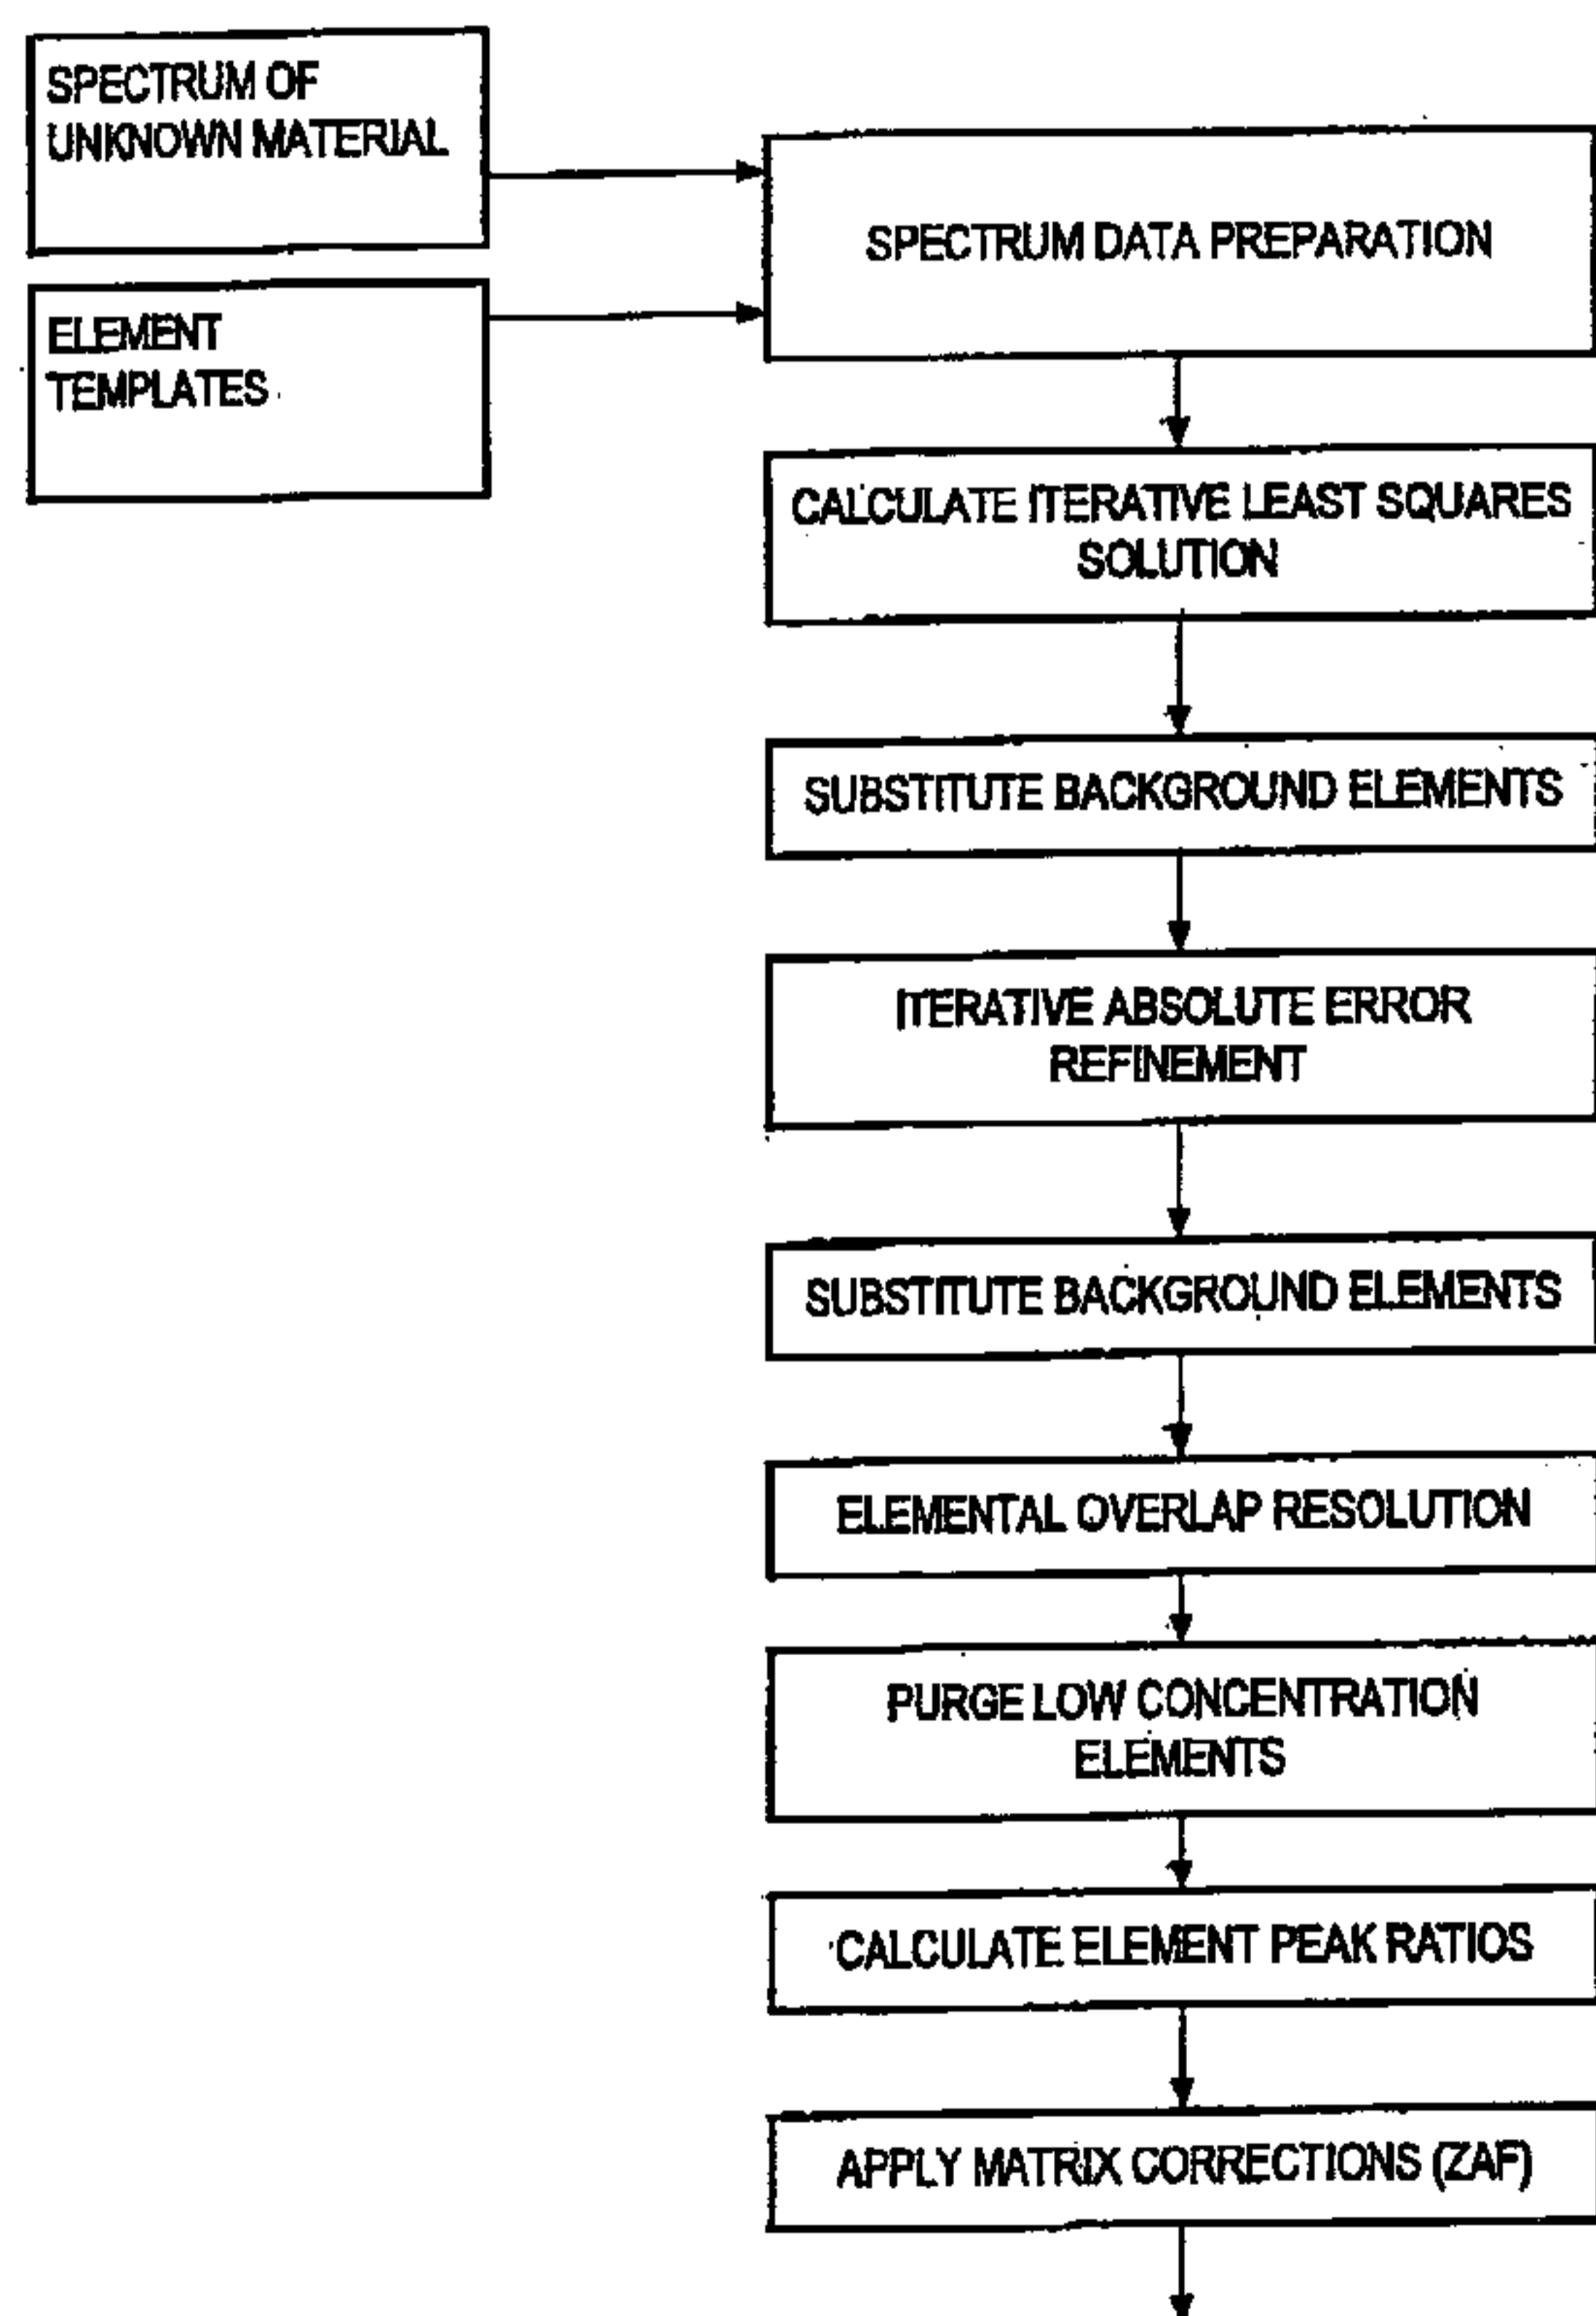 SPECTRUM OF
UNKNOWN MATERIAL
SPECTRUM DATA PREPARATION
ELEMENT
TEMPLATES
CALCULATE ITERATIVE LEAST SQUARES
SOLUTION
SUBSTITUTE BACKGROUND ELEMENTS
ITERATIVE ABSOLUTE ERROR
REFINEMENT
SUBSTITUTE BACKGROUND ELEMENTS
ELEMENTAL OVERLAP RESOLUTION
PURGE LOW CONCENTRATION
ELEMENTS
CALCULATE ELEMENT PEAK RATIOS
APPLY MATRIX CORRECTIONS (ZAF)